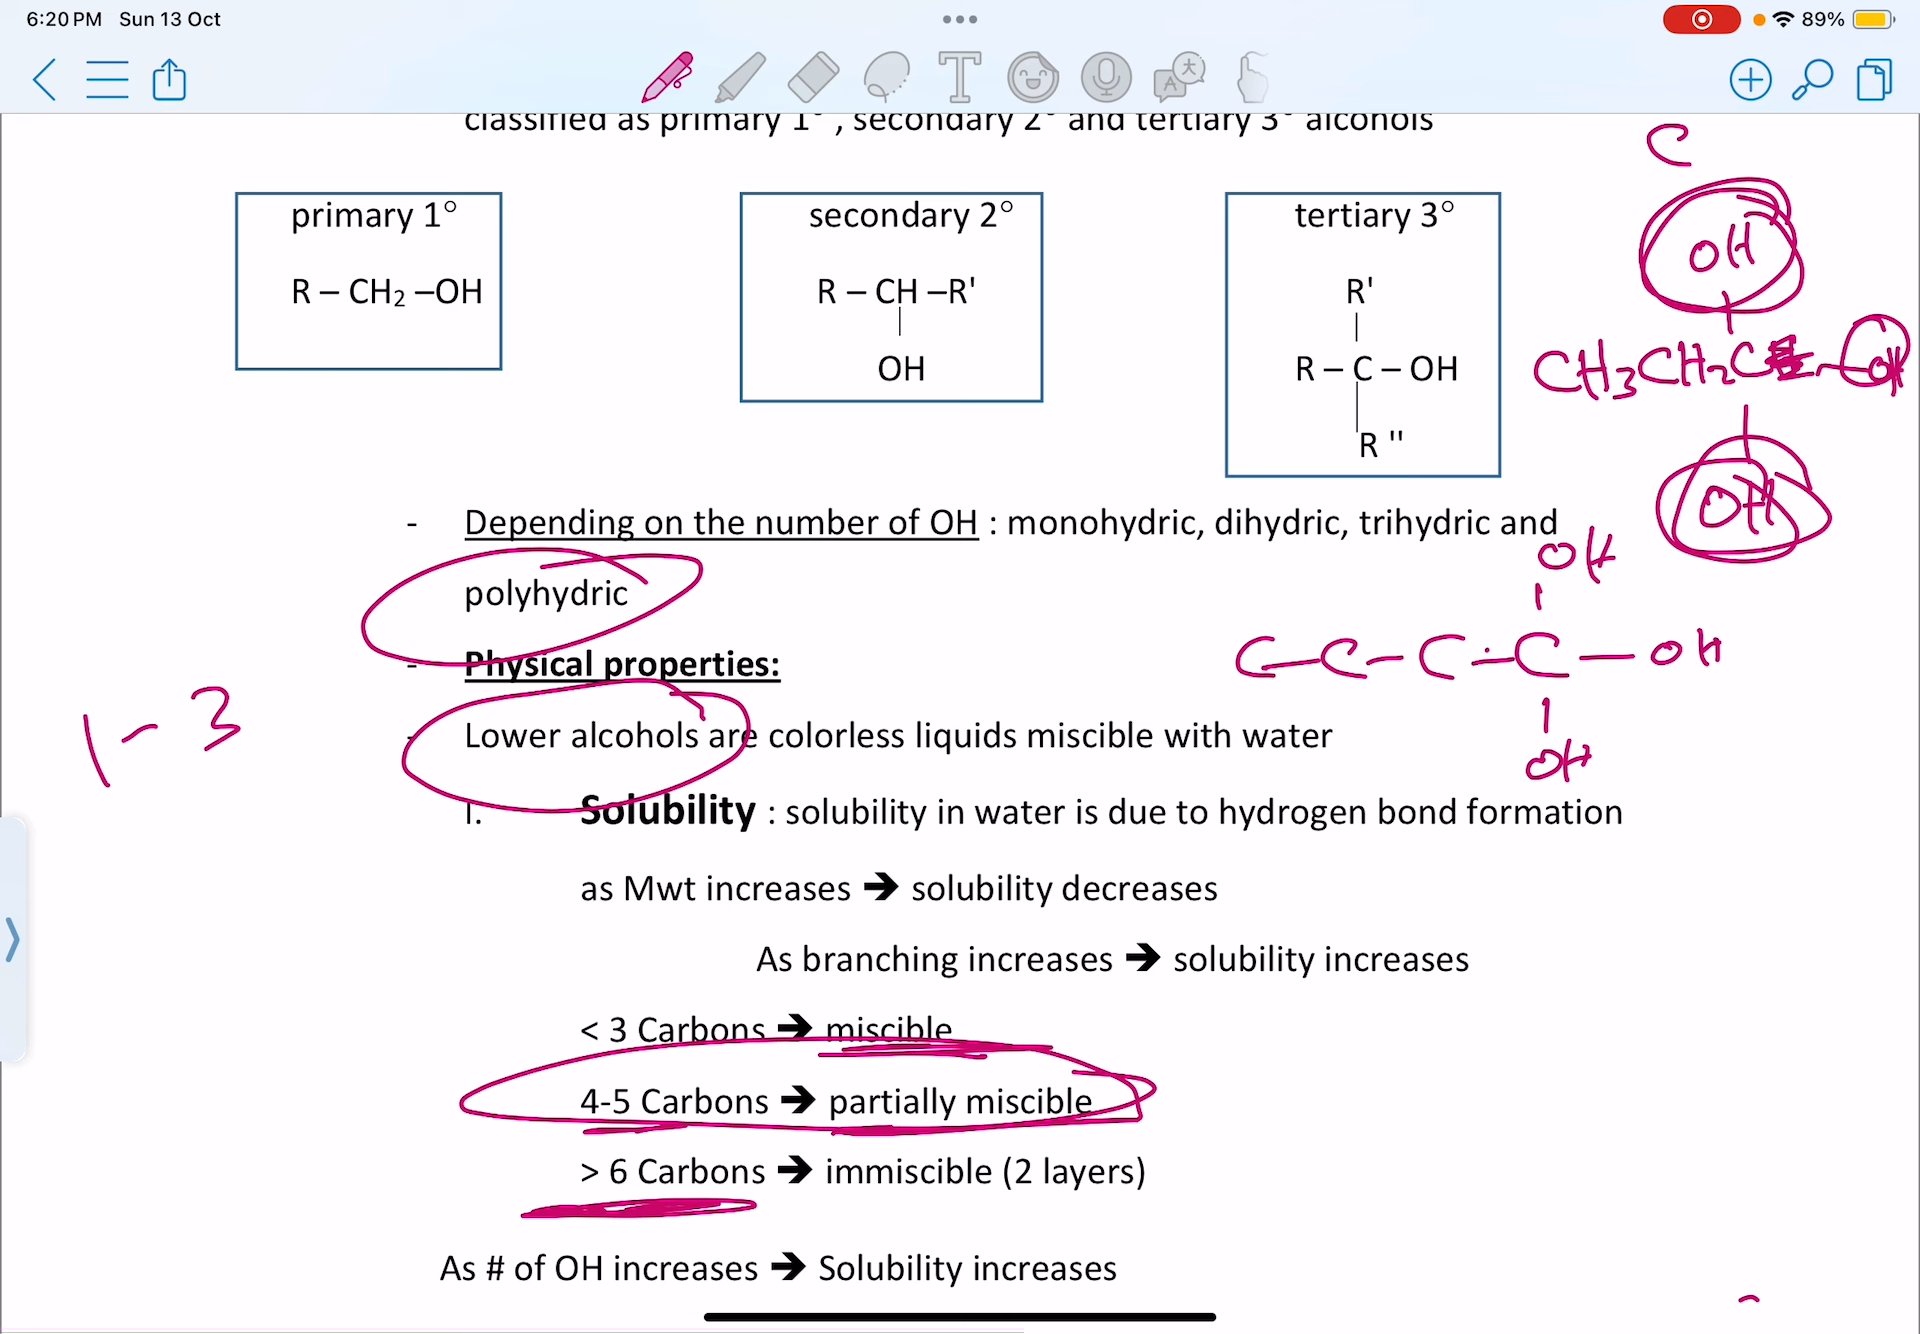 6:20 PM Sun 13 Oct
89%
classified as primary 1° , secondary 2° and tertiary 3° alcohols
primary 1°
R – CH₂ –OH
secondary 2°
R – CH –R'
OH
tertiary 3°
R'
R – C – OH
R "
C
OH
CH₃CH₂C – OH
OH
- Depending on the number of OH : monohydric, dihydric, trihydric and
polyhydric
OH
C – C – C – C – OH
OH
- Physical properties:
1 – 3
- Lower alcohols are colorless liquids miscible with water
I. Solubility : solubility in water is due to hydrogen bond formation
as Mwt increases ➔ solubility decreases
As branching increases ➔ solubility increases
< 3 Carbons ➔ miscible
4-5 Carbons ➔ partially miscible
> 6 Carbons ➔ immiscible (2 layers)
As # of OH increases ➔ Solubility increases